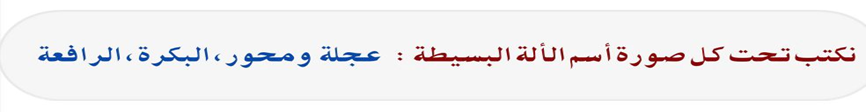 نكتب تحت كل صورة أسم الألة البسيطة : عجلة ومحور ، البكرة ، الرافعة